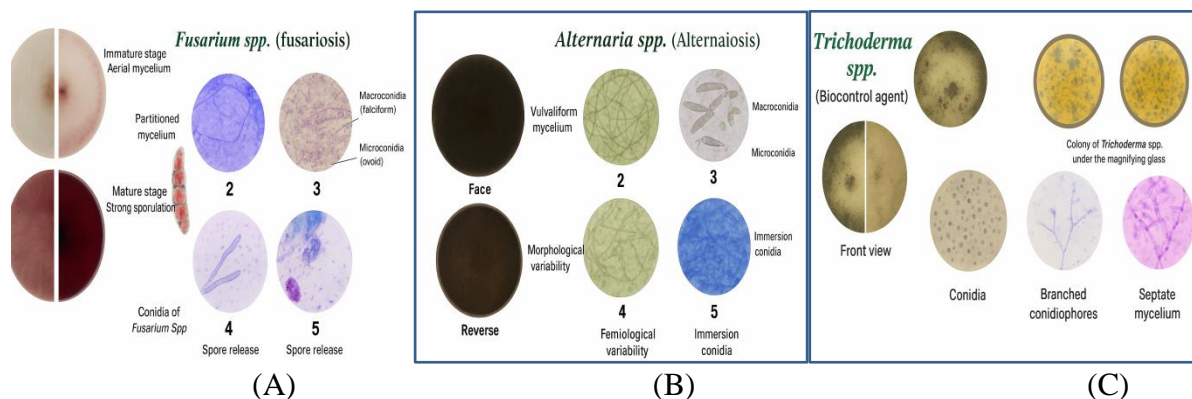 Fusarium spp. (fusariosis)
Immature stage
Aerial mycelium
Partitioned
mycelium
Macroconidia
(falciform)
Microconidia
(ovoid)
2
3
Mature stage
Strong sporulation
Conidia of
Fusarium Spp
4
5
Spore release
Spore release
(A)
Alternaria spp. (Alternaiosis)
Vulvaliform
mycelium
Macroconidia
Microconidia
Face
2
3
Morphological
variability
Immersion
conidia
Reverse
4
5
Femiological
variability
Immersion
conidia
(B)
Trichoderma
spp.
(Biocontrol agent)
Colony of Trichoderma spp.
under the magnifying glass
Front view
Conidia
Branched
conidiophores
Septate
mycelium
(C)